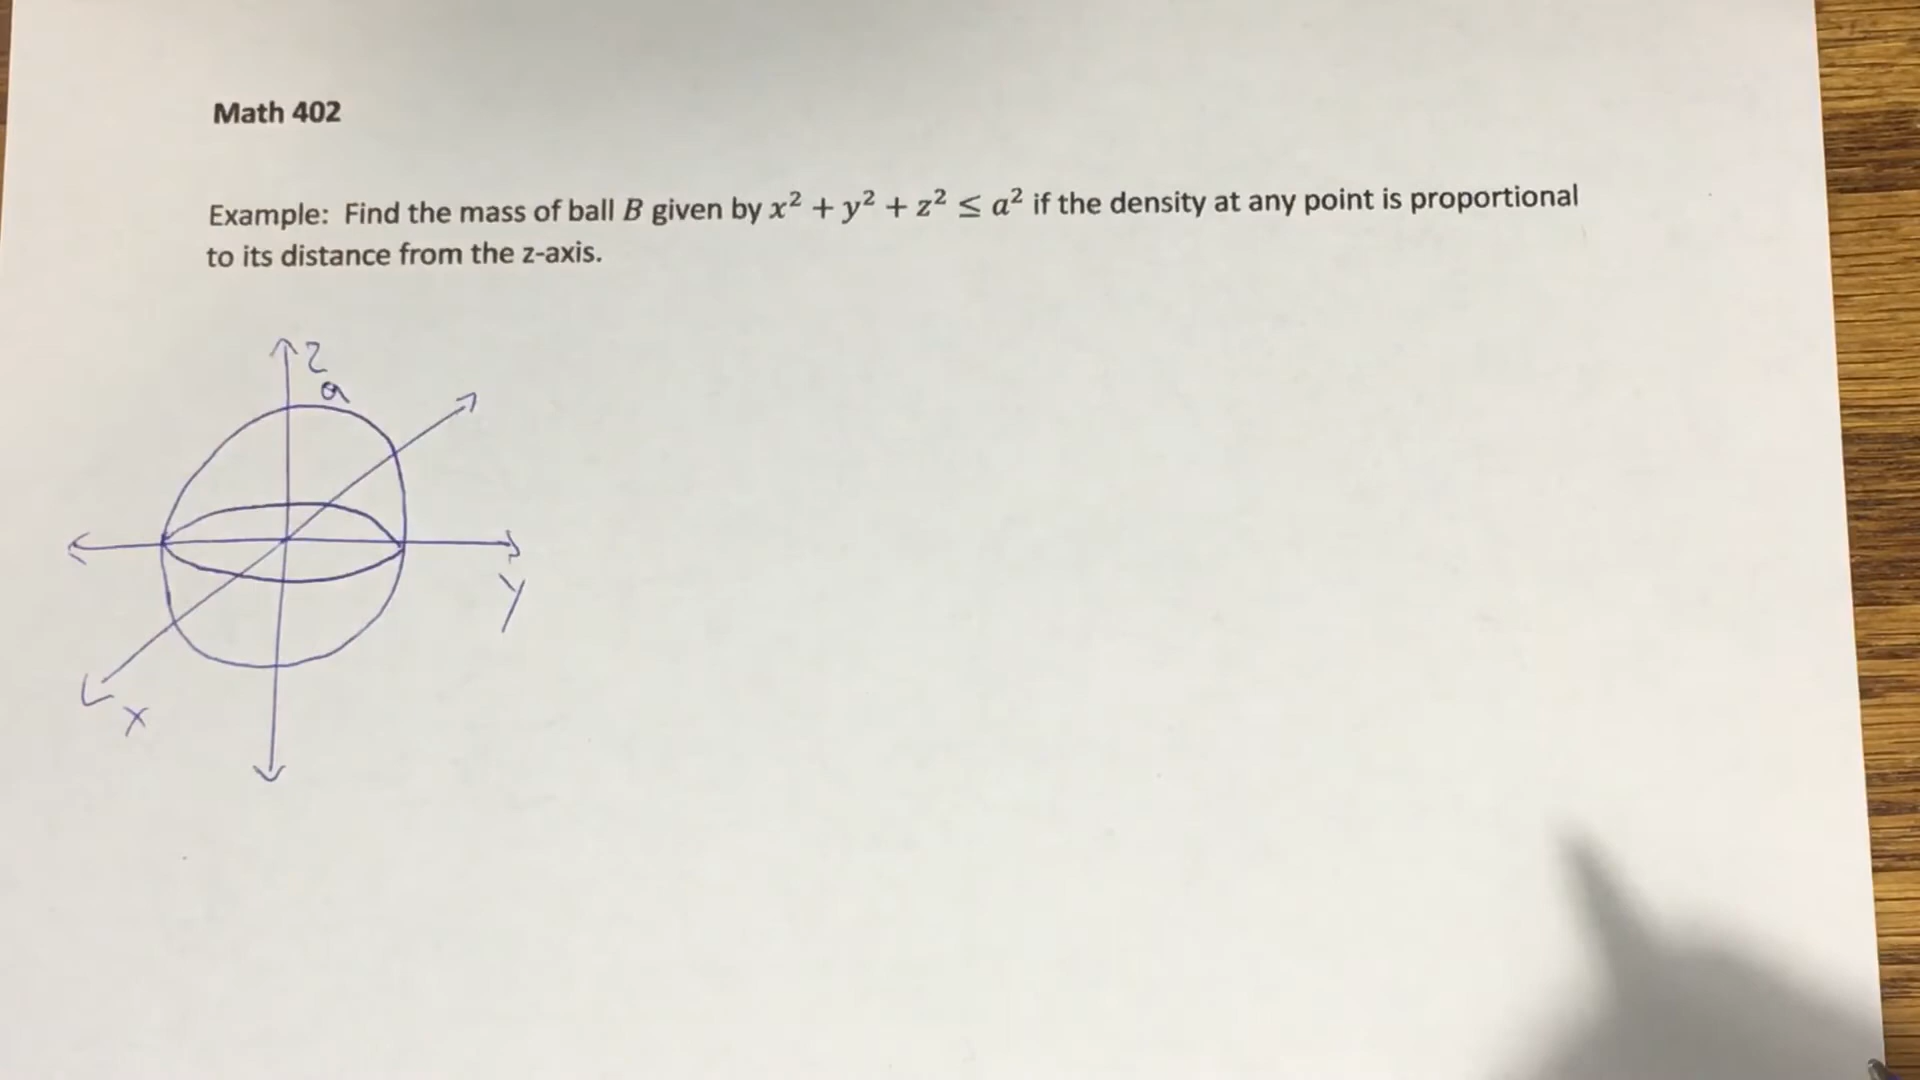 Math 402
Example: Find the mass of ball B given by x² + y² + z² ≤ a² if the density at any point is proportional
to its distance from the z-axis.
z
a
y
x